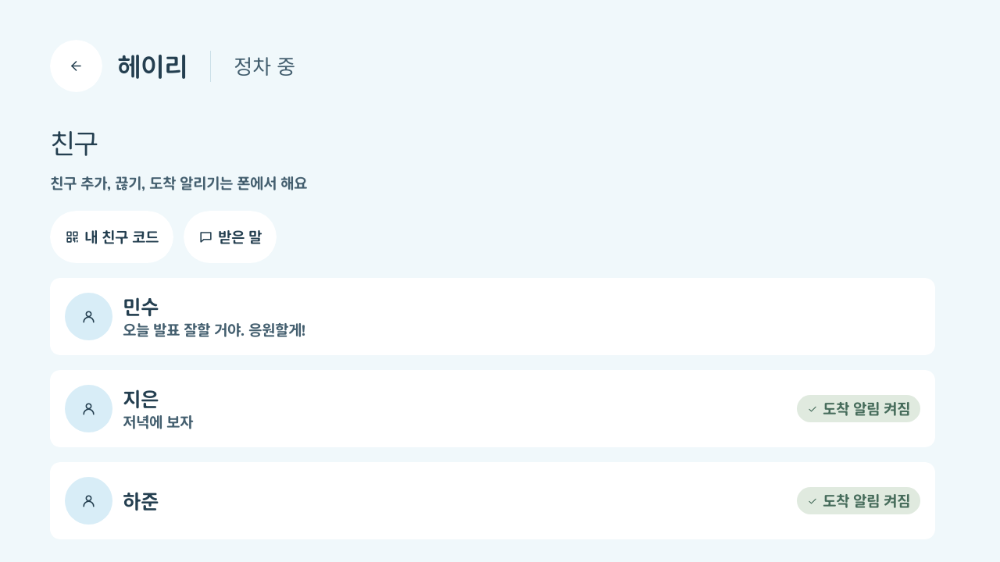 헤이리
정차 중
친구
친구 추가, 끊기, 도착 알리기는 폰에서 해요
내 친구 코드
받은 말
민수
오늘 발표 잘할 거야. 응원할게!
지은
저녁에 보자
도착 알림 켜짐
하준
도착 알림 켜짐